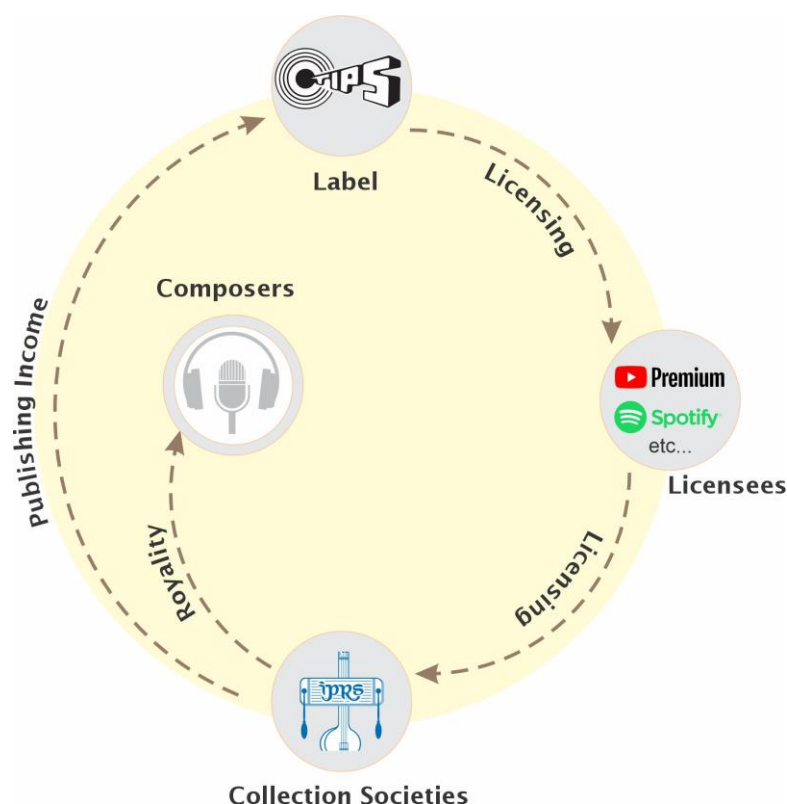 TIPS
Label
Licensing
Composers
Publishing Income
Premium
Spotify
etc...
Licensees
Royality
Licensing
iPRS
Collection Societies